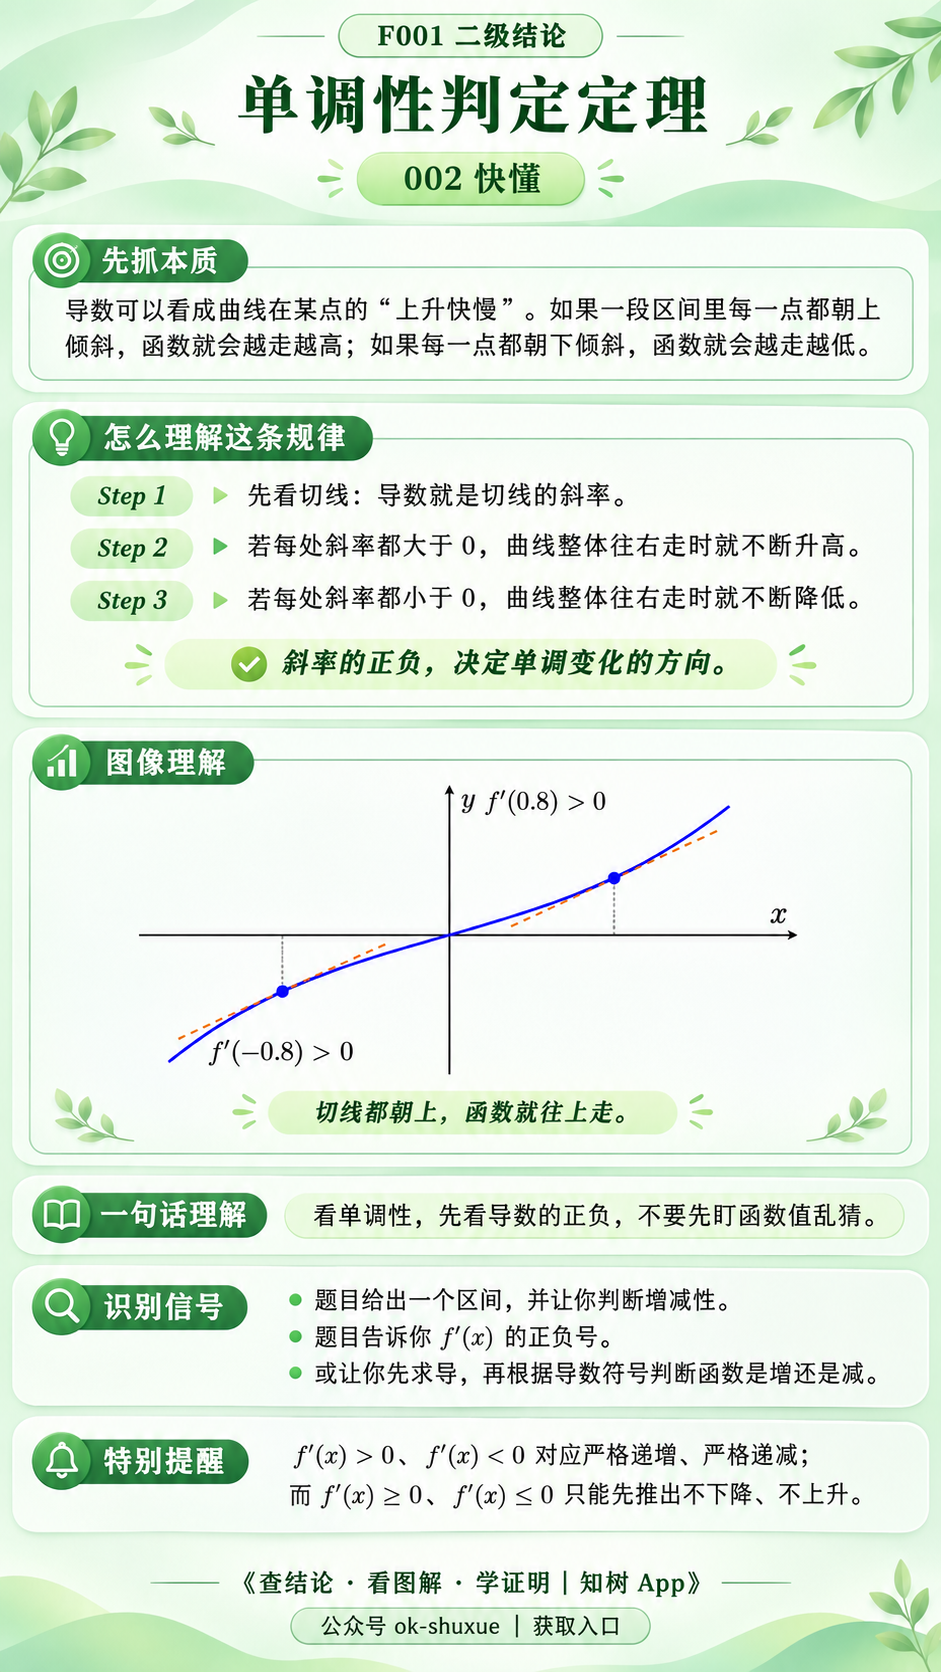 F001 二级结论
单调性判定定理
002 快懂
先抓本质
导数可以看成曲线在某点的“上升快慢”。如果一段区间里每一点都朝上
倾斜，函数就会越走越高；如果每一点都朝下倾斜，函数就会越走越低。
怎么理解这条规律
Step 1 先看切线：导数就是切线的斜率。
Step 2 若每处斜率都大于 0，曲线整体往右走时就不断升高。
Step 3 若每处斜率都小于 0，曲线整体往右走时就不断降低。
斜率的正负，决定单调变化的方向。
图像理解
y f′(0.8) > 0
x
f′(−0.8) > 0
切线都朝上，函数就往上走。
一句话理解
看单调性，先看导数的正负，不要先盯函数值乱猜。
识别信号
题目给出一个区间，并让你判断增减性。
题目告诉你 f′(x) 的正负号。
或让你先求导，再根据导数符号判断函数是增还是减。
特别提醒
f′(x) > 0、f′(x) < 0 对应严格递增、严格递减；
而 f′(x) ≥ 0、f′(x) ≤ 0 只能先推出不下降、不上升。
《查结论 · 看图解 · 学证明｜知树 App》
公众号 ok-shuxue ｜ 获取入口